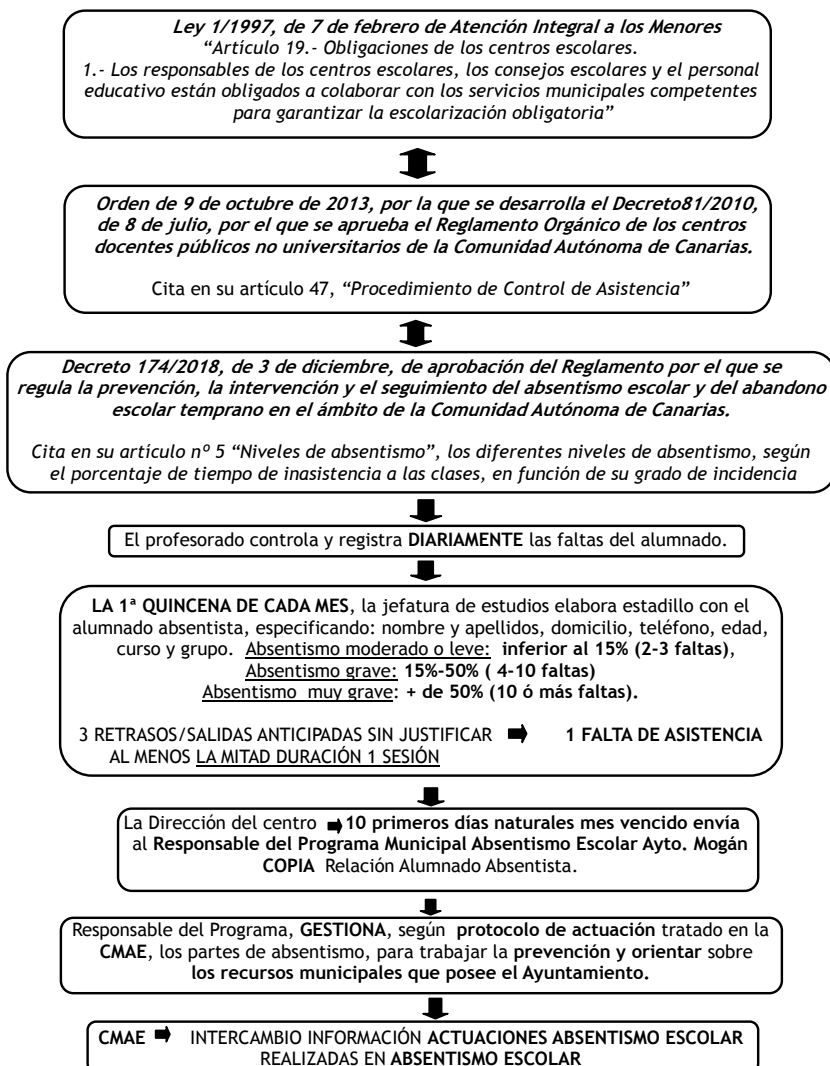 Ley 1/1997, de 7 de febrero de Atención Integral a los Menores
“Artículo 19.- Obligaciones de los centros escolares.
1.- Los responsables de los centros escolares, los consejos escolares y el personal
educativo están obligados a colaborar con los servicios municipales competentes
para garantizar la escolarización obligatoria”
Orden de 9 de octubre de 2013, por la que se desarrolla el Decreto81/2010,
de 8 de julio, por el que se aprueba el Reglamento Orgánico de los centros
docentes públicos no universitarios de la Comunidad Autónoma de Canarias.
Cita en su artículo 47, “Procedimiento de Control de Asistencia”
Decreto 174/2018, de 3 de diciembre, de aprobación del Reglamento por el que se
regula la prevención, la intervención y el seguimiento del absentismo escolar y del abandono
escolar temprano en el ámbito de la Comunidad Autónoma de Canarias.
Cita en su artículo nº 5 “Niveles de absentismo”, los diferentes niveles de absentismo, según
el porcentaje de tiempo de inasistencia a las clases, en función de su grado de incidencia
El profesorado controla y registra DIARIAMENTE las faltas del alumnado.
LA 1ª QUINCENA DE CADA MES, la jefatura de estudios elabora estadillo con el
alumnado absentista, especificando: nombre y apellidos, domicilio, teléfono, edad,
curso y grupo. Absentismo moderado o leve: inferior al 15% (2-3 faltas),
Absentismo grave: 15%-50% ( 4-10 faltas)
Absentismo muy grave: + de 50% (10 ó más faltas).
3 RETRASOS/SALIDAS ANTICIPADAS SIN JUSTIFICAR 1 FALTA DE ASISTENCIA
AL MENOS LA MITAD DURACIÓN 1 SESIÓN
La Dirección del centro 10 primeros días naturales mes vencido envía
al Responsable del Programa Municipal Absentismo Escolar Ayto. Mogán
COPIA Relación Alumnado Absentista.
Responsable del Programa, GESTIONA, según protocolo de actuación tratado en la
CMAE, los partes de absentismo, para trabajar la prevención y orientar sobre
los recursos municipales que posee el Ayuntamiento.
CMAE INTERCAMBIO INFORMACIÓN ACTUACIONES ABSENTISMO ESCOLAR
REALIZADAS EN ABSENTISMO ESCOLAR